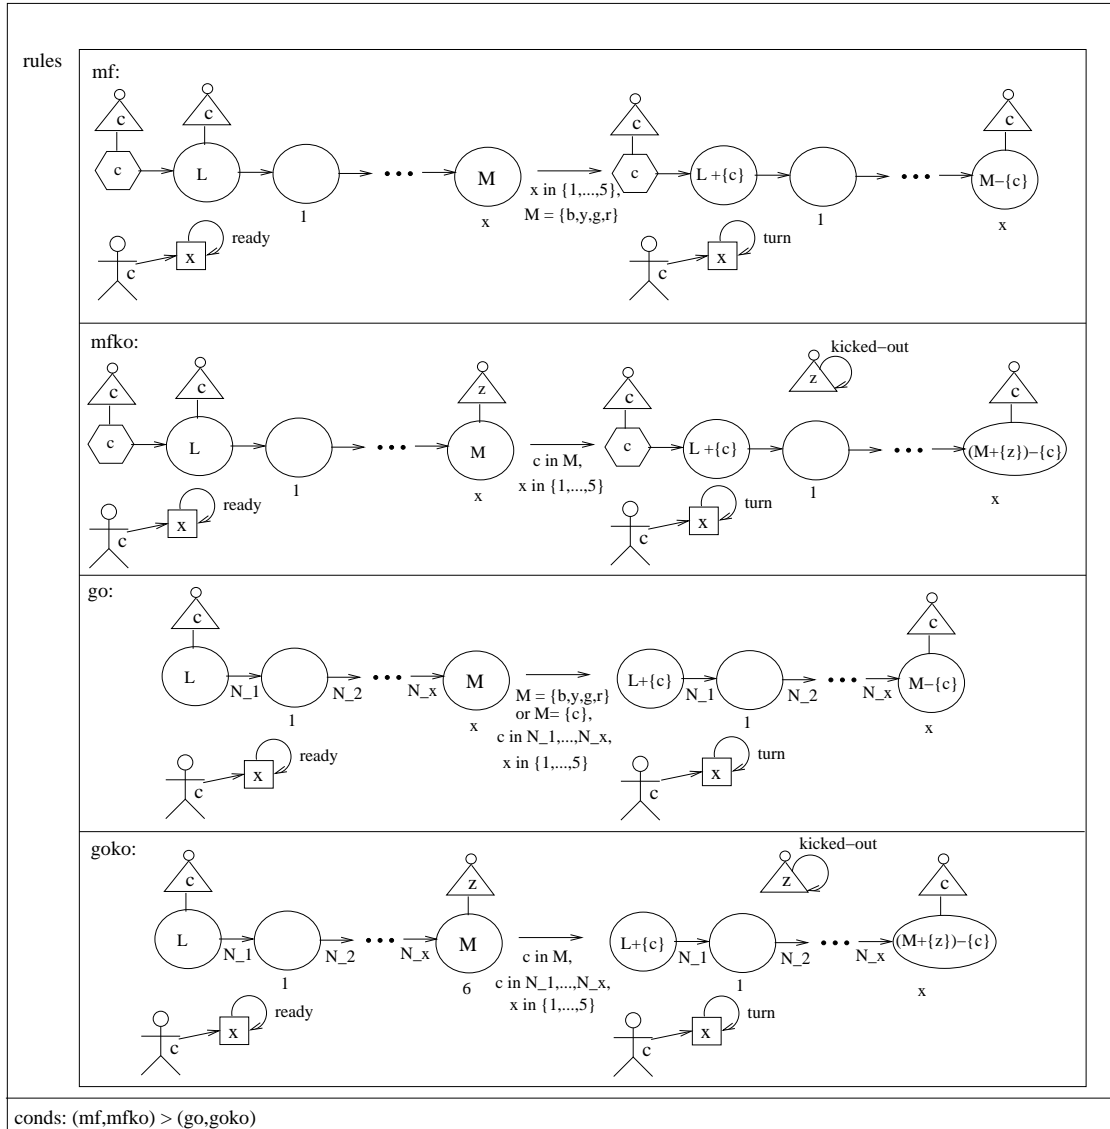 rules
mf:
c c c c
c L ... M x in {1,...,5}, c L +{c} ... M−{c}
1 x M = {b,y,g,r} 1 x
ready turn
c x c x
mfko:
kicked−out
c c z c z c
c L ... M c in M, c L +{c} ... (M+{z})−{c}
1 x x in {1,...,5} 1 x
ready turn
c x c x
go:
c c
L N_1 N_2 ... N_x M L+{c} N_1 N_2 ... N_x M−{c}
M = {b,y,g,r}
1 x or M= {c}, 1 x
c in N_1,...,N_x,
ready x in {1,...,5} turn
c x c x
goko:
kicked−out
c z z c
L N_1 N_2 ... N_x M c in M, L+{c} N_1 N_2 ... N_x (M+{z})−{c}
1 6 c in N_1,...,N_x, 1 x
x in {1,...,5}
ready turn
c x c x
conds: (mf,mfko) > (go,goko)